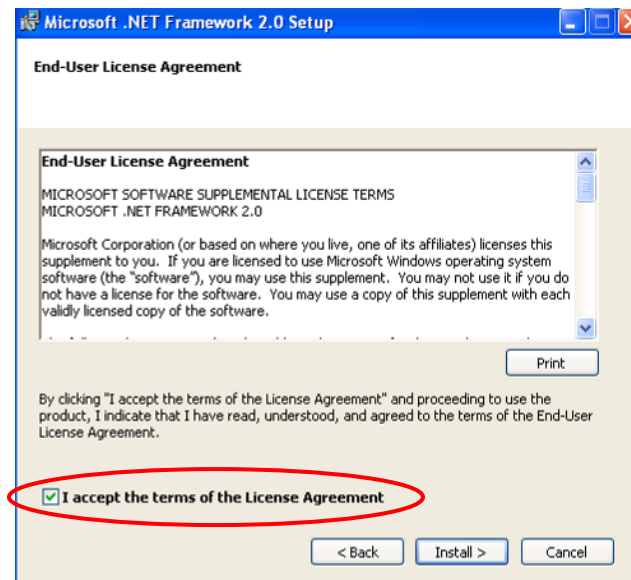 Microsoft .NET Framework 2.0 Setup
End-User License Agreement
End-User License Agreement
MICROSOFT SOFTWARE SUPPLEMENTAL LICENSE TERMS
MICROSOFT .NET FRAMEWORK 2.0
Microsoft Corporation (or based on where you live, one of its affiliates) licenses this
supplement to you.  If you are licensed to use Microsoft Windows operating system
software (the "software"), you may use this supplement.  You may not use it if you do
not have a license for the software.  You may use a copy of this supplement with each
validly licensed copy of the software.
Print
By clicking "I accept the terms of the License Agreement" and proceeding to use the
product, I indicate that I have read, understood, and agreed to the terms of the End-User
License Agreement.
I accept the terms of the License Agreement
< Back
Install >
Cancel